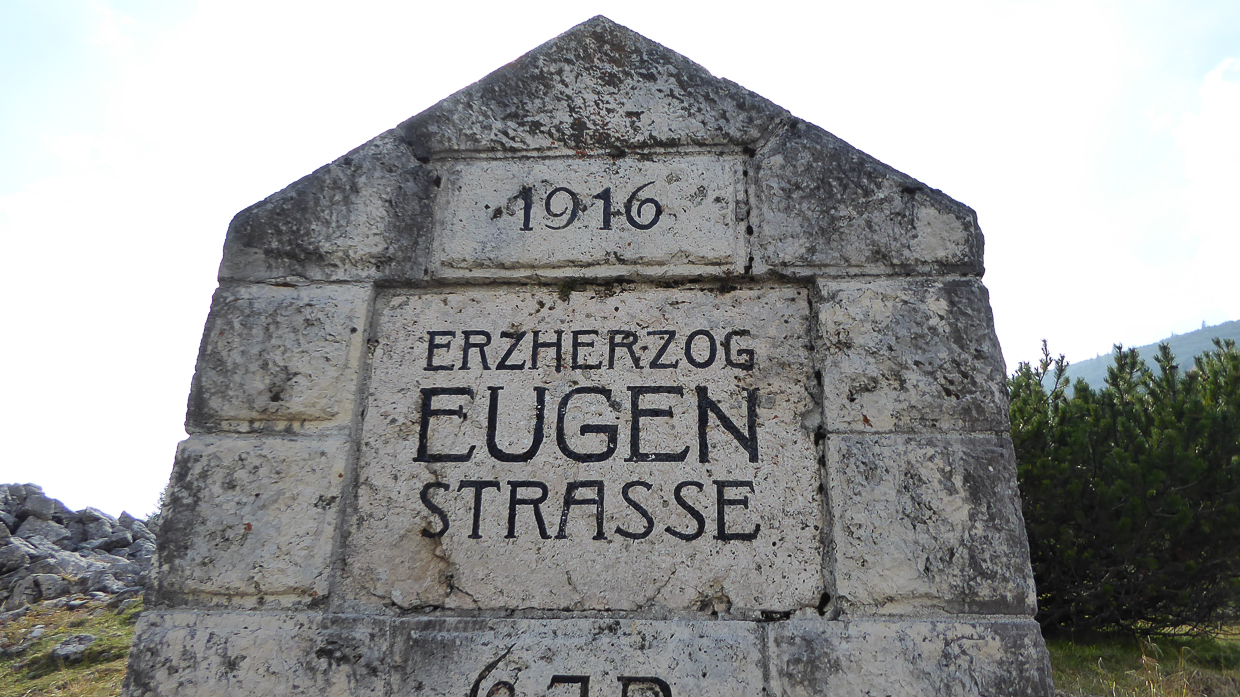 1916
ERZHERZOG
EUGEN
STRASSE